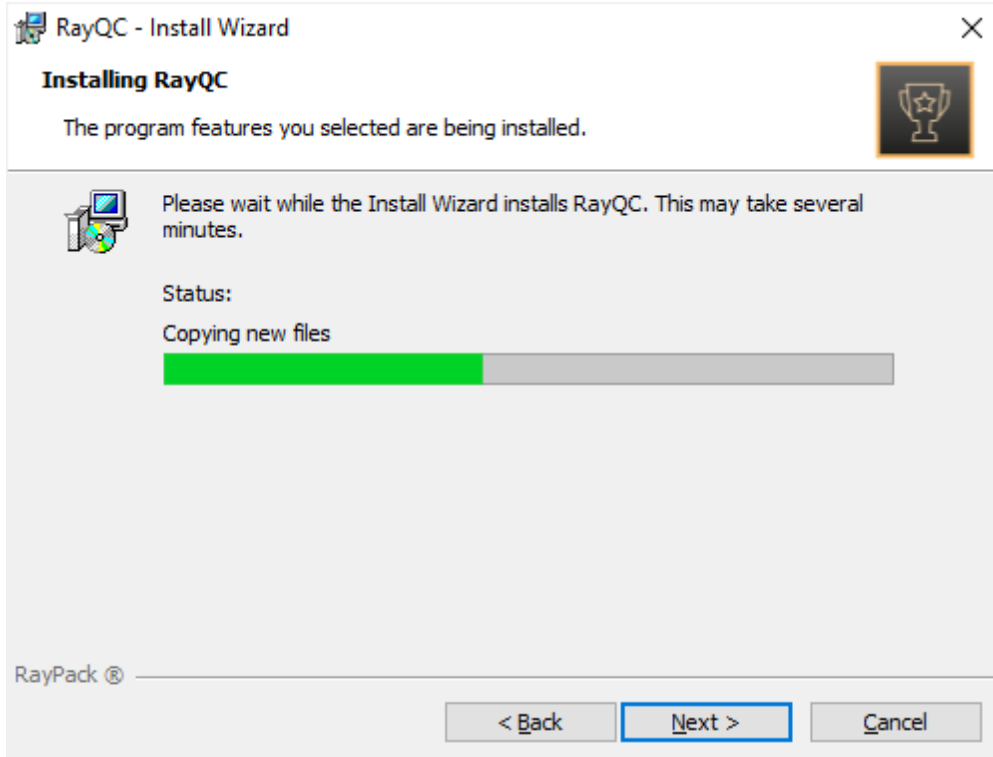 RayQC - Install Wizard
Installing RayQC
The program features you selected are being installed.
Please wait while the Install Wizard installs RayQC. This may take several
minutes.
Status:
Copying new files
RayPack ®
< Back
Next >
Cancel